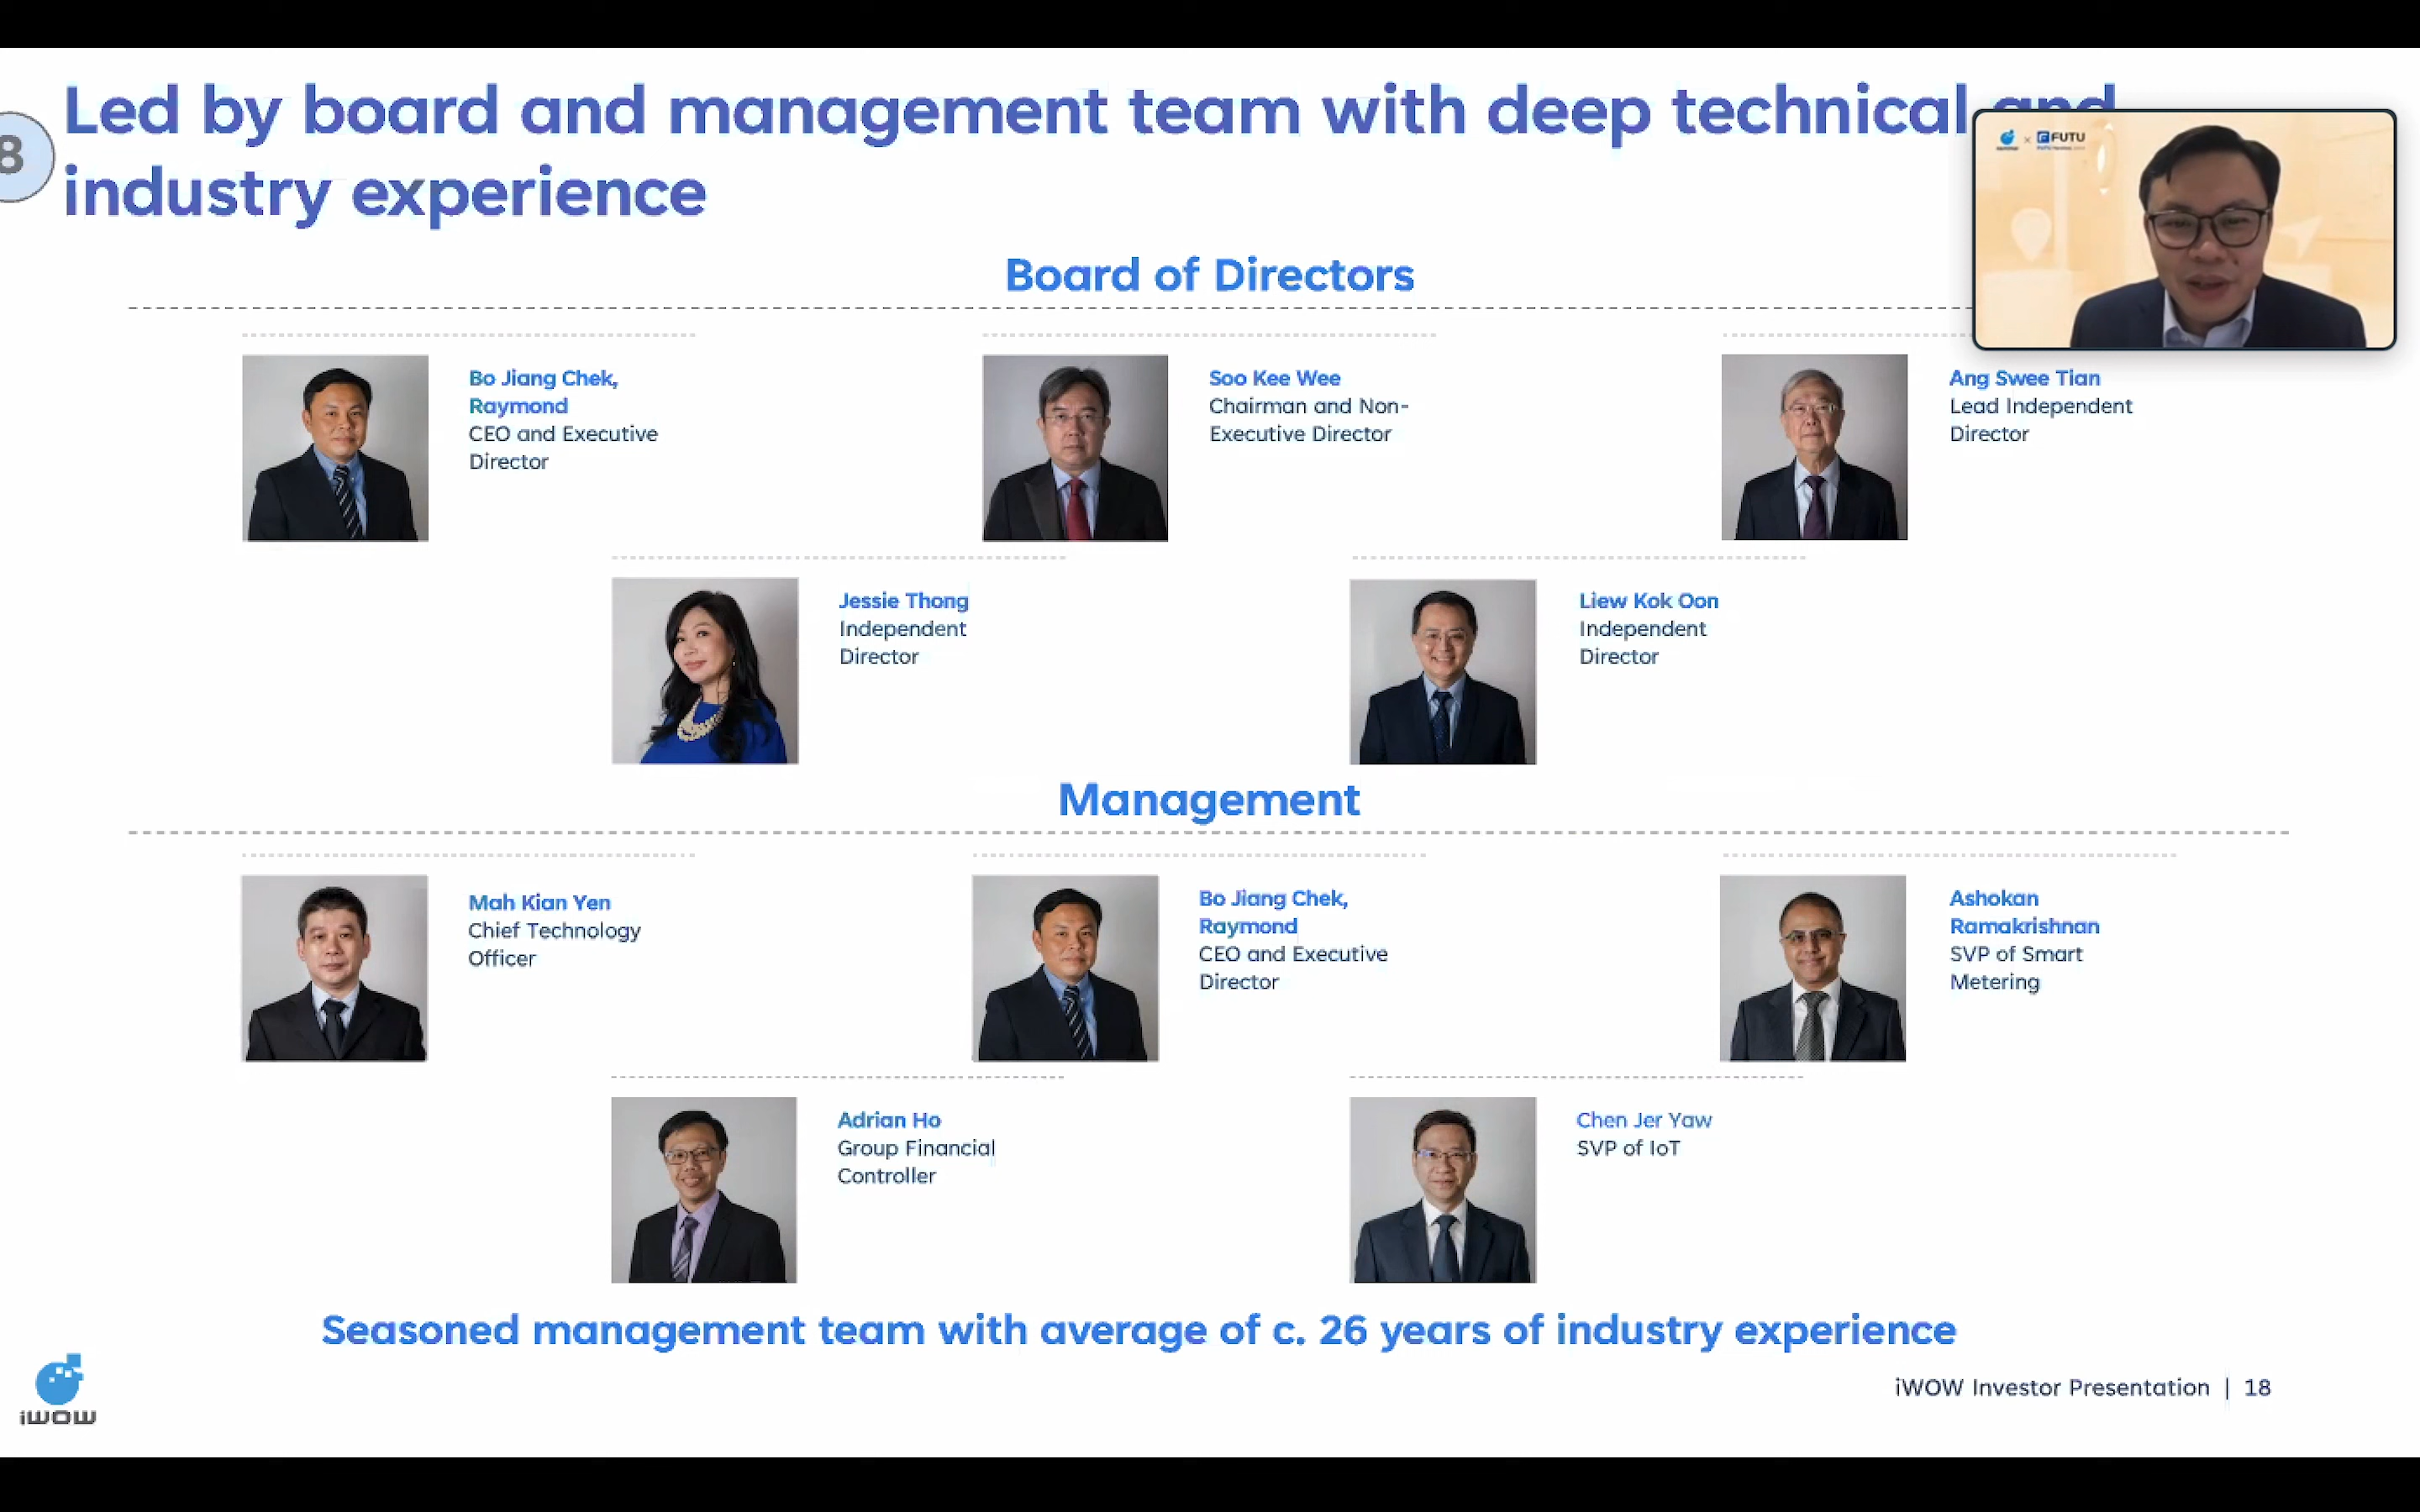 8
Led by board and management team with deep technical and
industry experience
FUTU
Board of Directors
Bo Jiang Chek,
Raymond
CEO and Executive
Director
Soo Kee Wee
Chairman and Non-
Executive Director
Ang Swee Tian
Lead Independent
Director
Jessie Thong
Independent
Director
Liew Kok Oon
Independent
Director
Management
Mah Kian Yen
Chief Technology
Officer
Bo Jiang Chek,
Raymond
CEO and Executive
Director
Ashokan
Ramakrishnan
SVP of Smart
Metering
Adrian Ho
Group Financial
Controller
Chen Jer Yaw
SVP of IoT
Seasoned management team with average of c. 26 years of industry experience
iWOW
iWOW Investor Presentation | 18